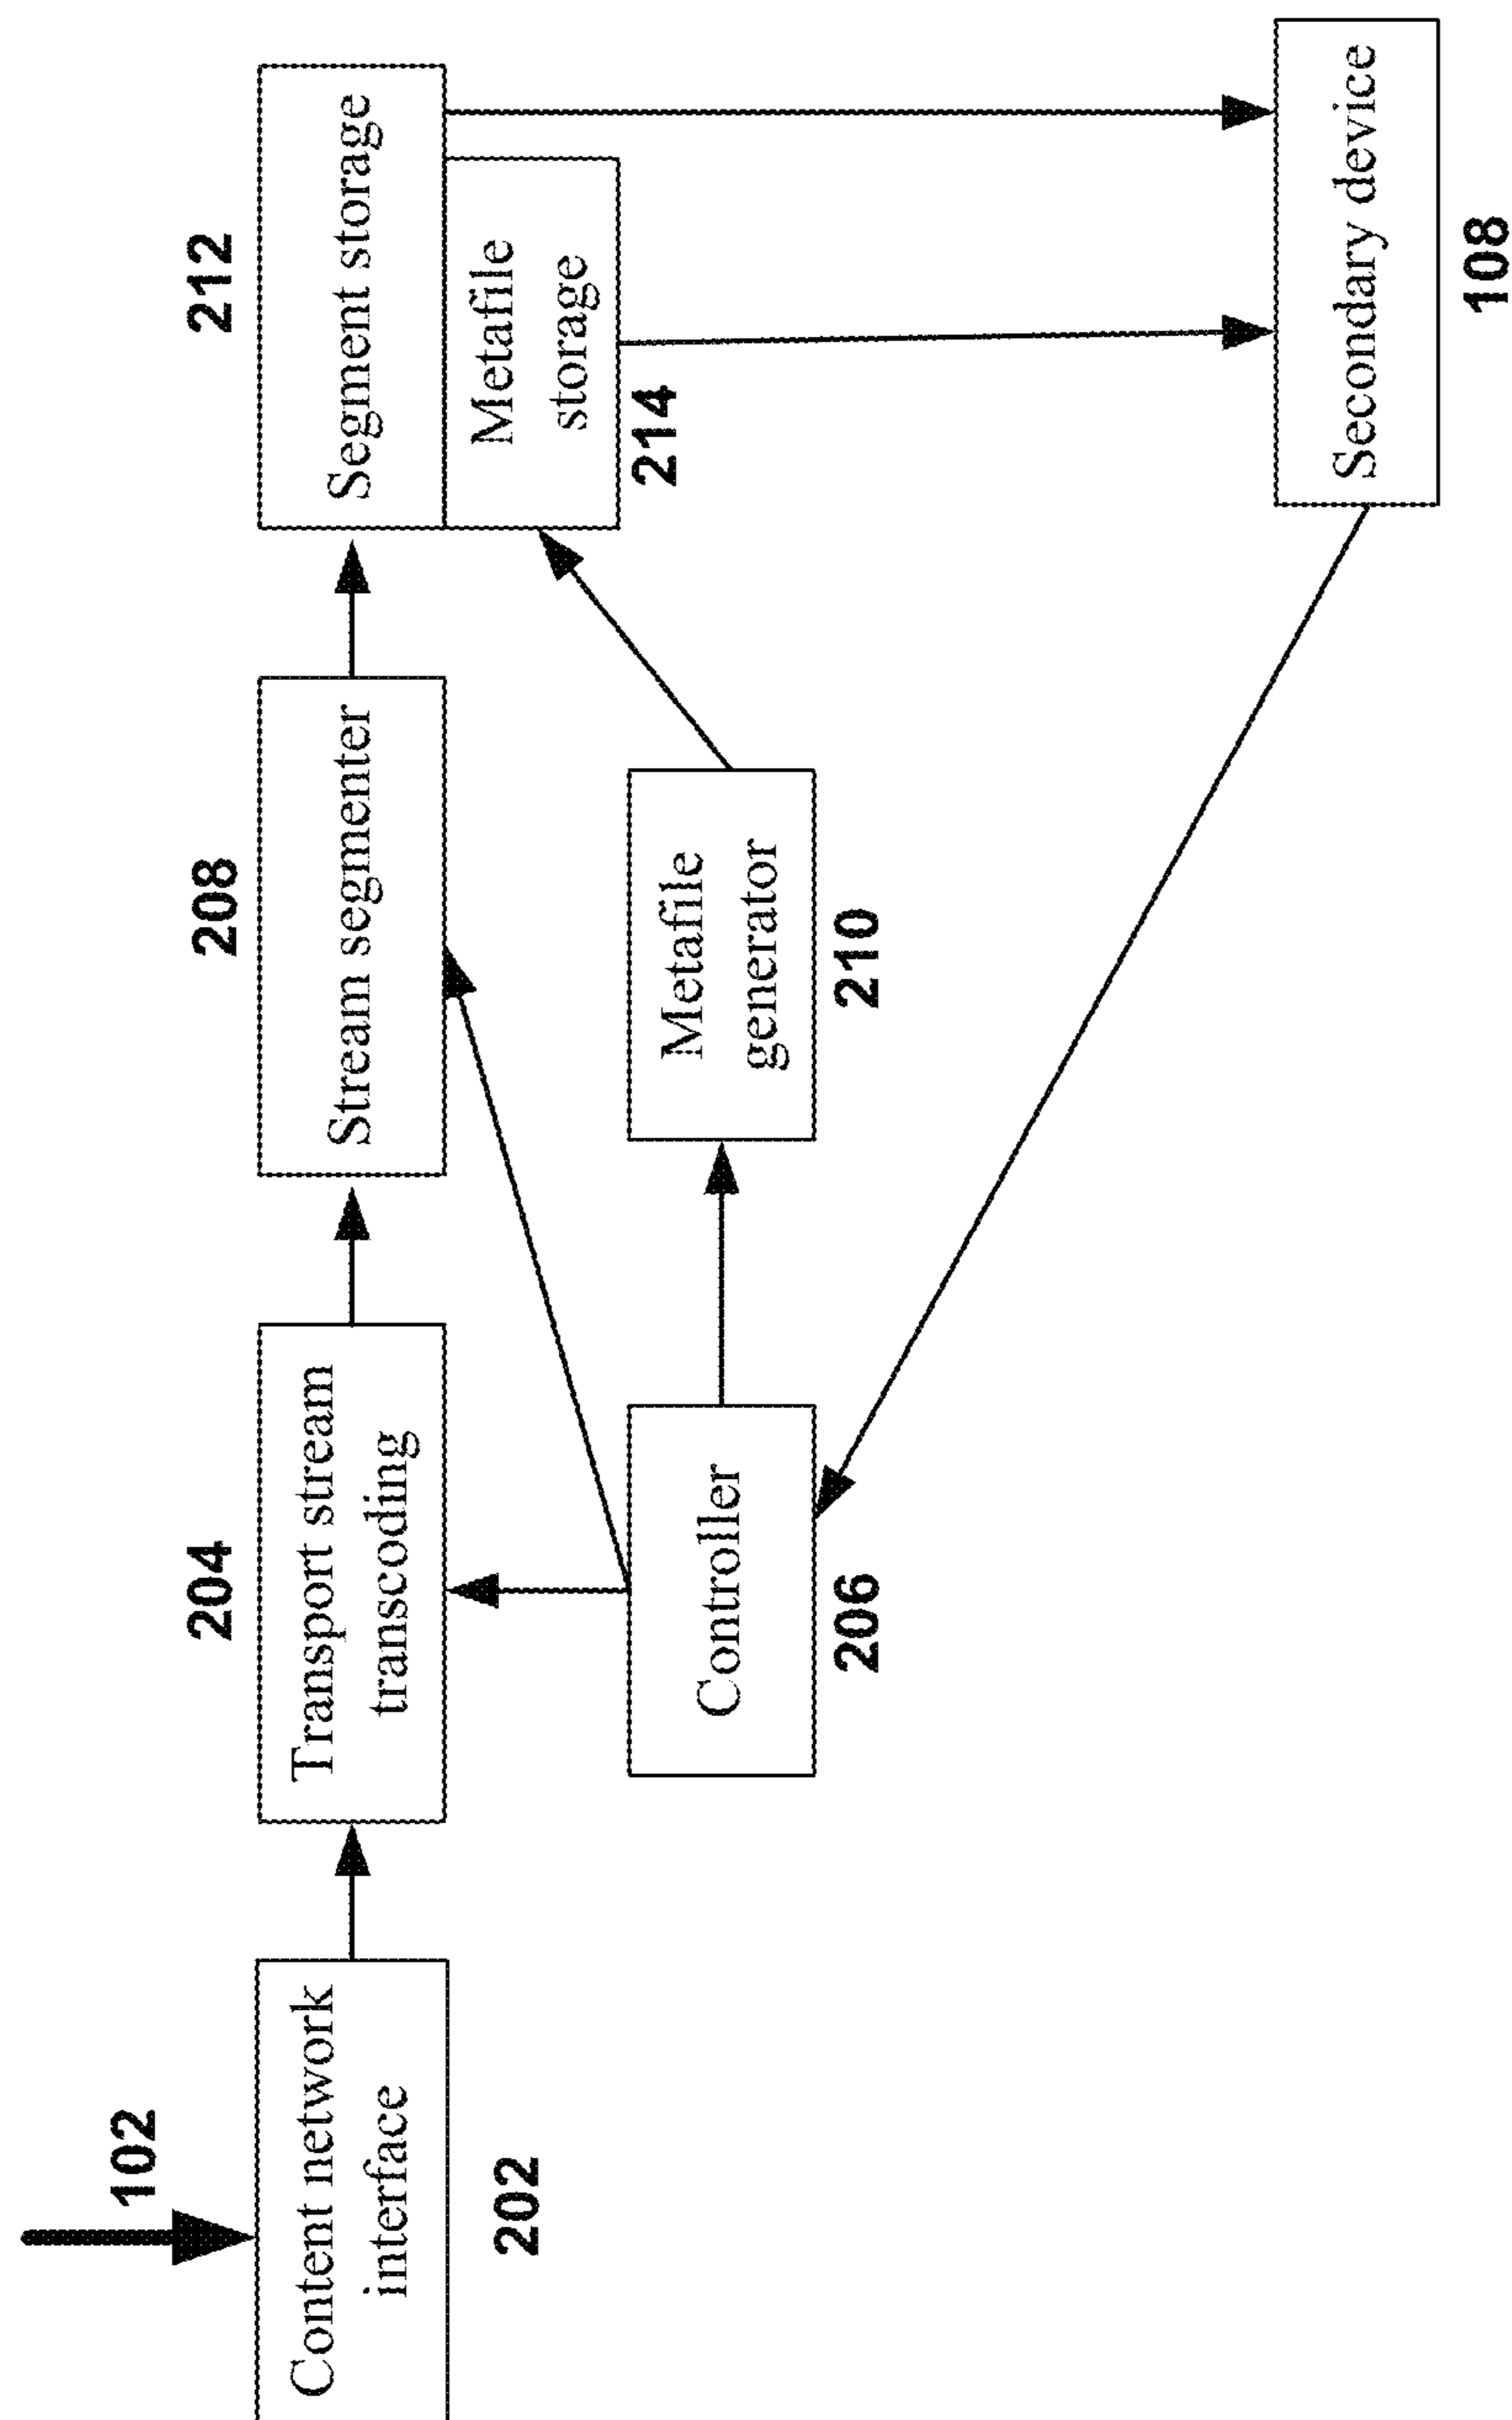 102
Content network
interface
202
204
Transport stream
transcoding
Controller
206
208
Stream segmenter
Metafile
generator
210
212
Segment storage
Metafile
storage
214
Secondary device
108